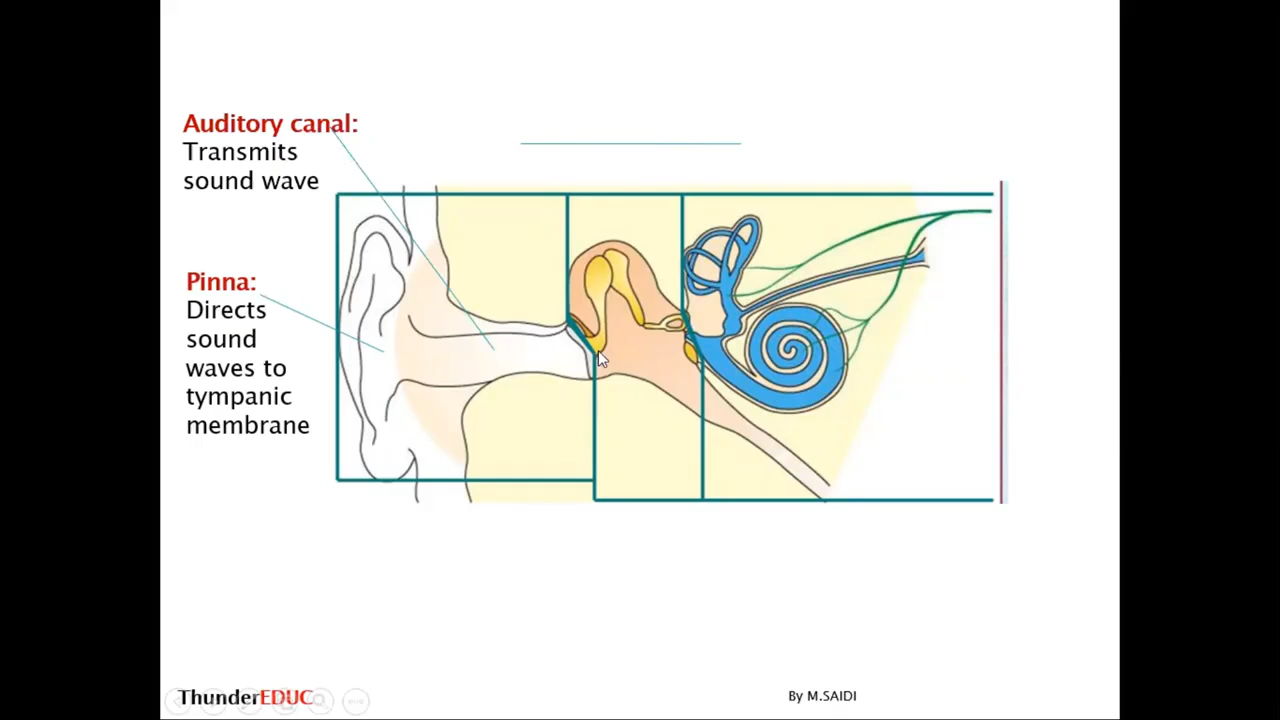 Auditory canal:
Transmits
sound wave
Pinna:
Directs
sound
waves to
tympanic
membrane
ThunderEDUC
By M.SAIDI